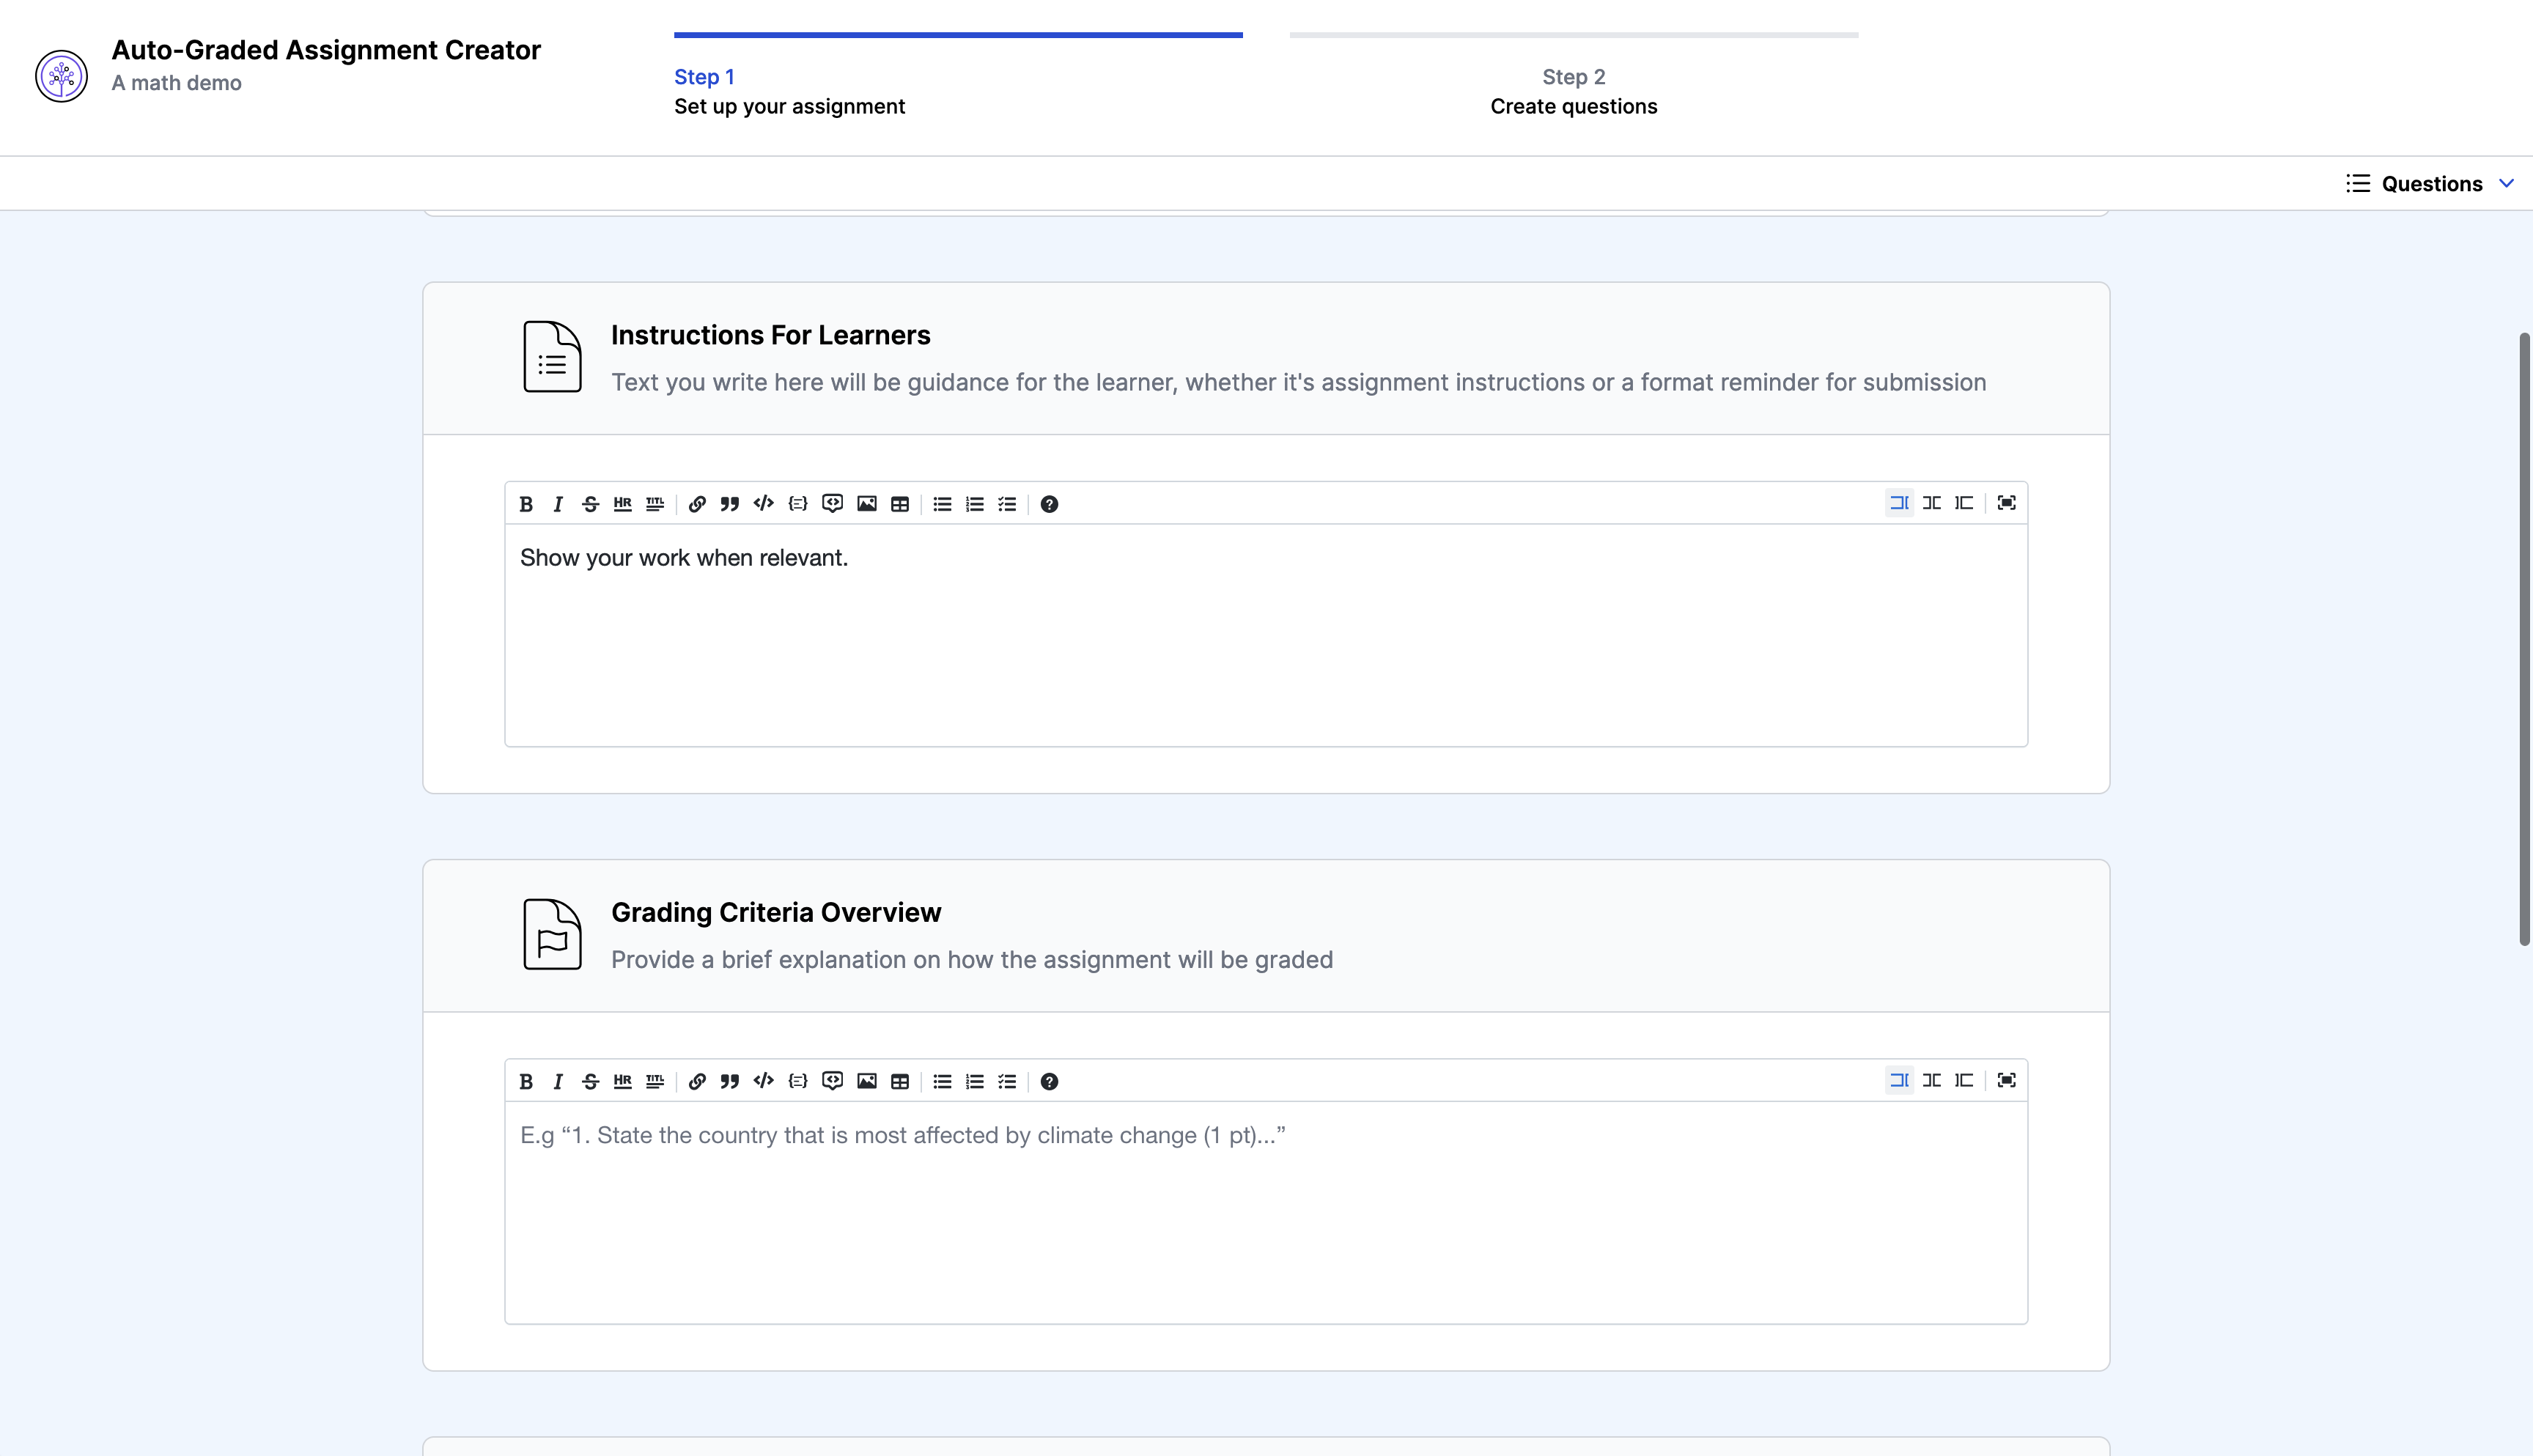 Auto-Graded Assignment Creator
A math demo
Step 1
Set up your assignment
Step 2
Create questions
Questions
Instructions For Learners
Text you write here will be guidance for the learner, whether it's assignment instructions or a format reminder for submission
HR
TITL
Show your work when relevant.
Grading Criteria Overview
Provide a brief explanation on how the assignment will be graded
HR
TITL
E.g “1. State the country that is most affected by climate change (1 pt)...”